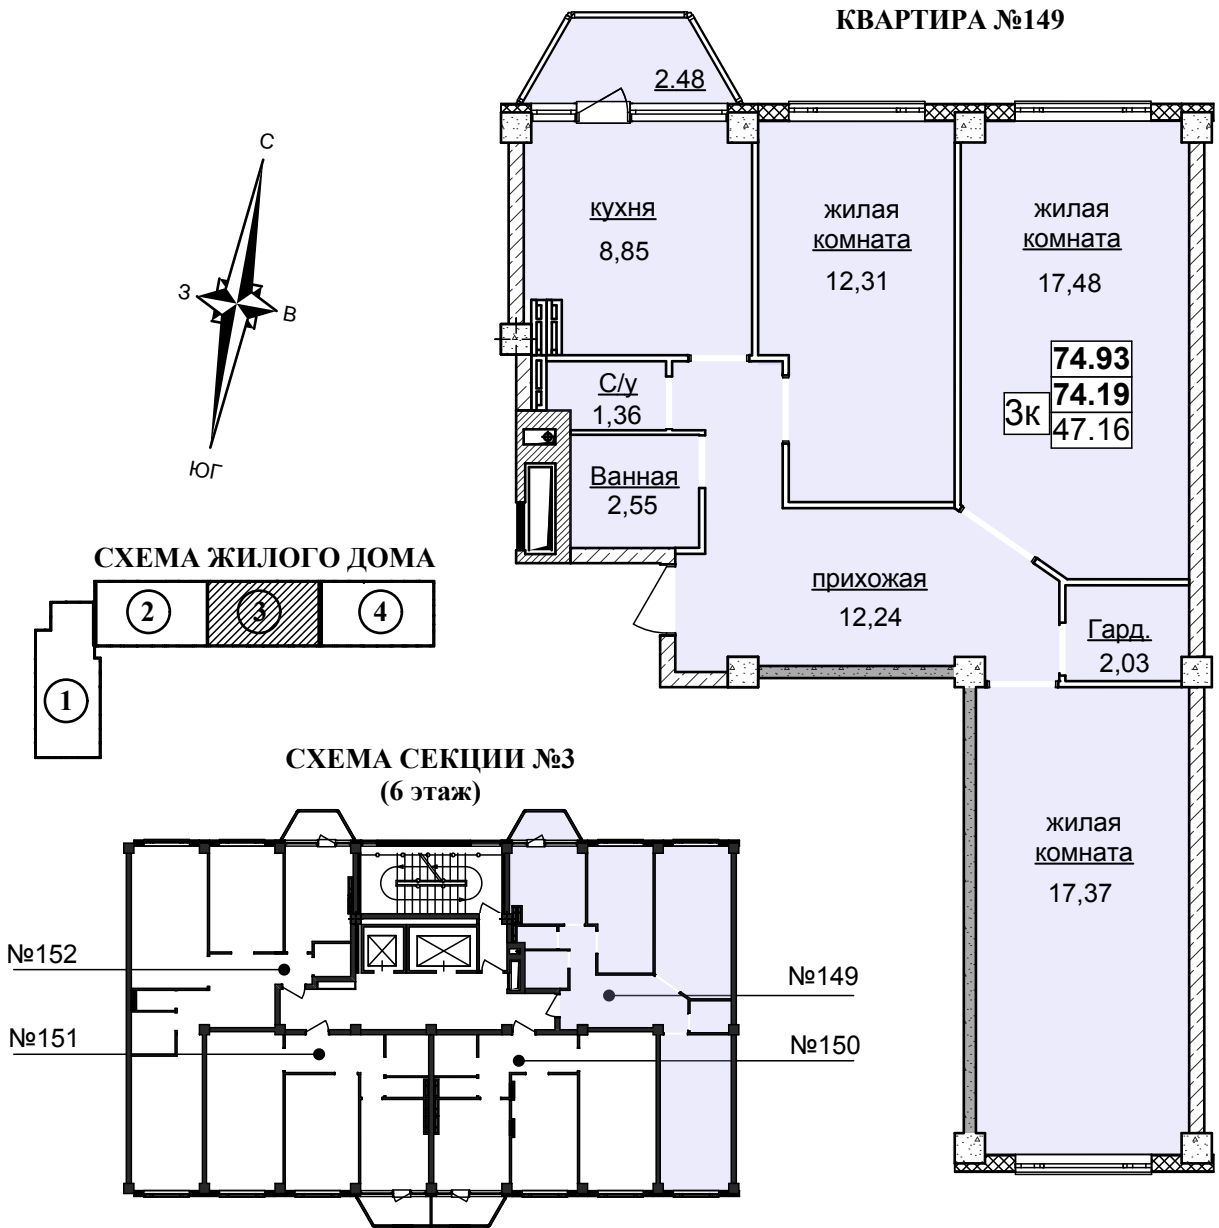 КВАРТИРА №149
2.48
кухня
8,85
жилая
комната
12,31
жилая
комната
17,48
3к
74.93
74.19
47.16
С/у
1,36
Ванная
2,55
прихожая
12,24
Гард.
2,03
жилая
комната
17,37
С
З
В
ЮГ
СХЕМА ЖИЛОГО ДОМА
2
3
4
1
СХЕМА СЕКЦИИ №3
(6 этаж)
№152
№149
№151
№150